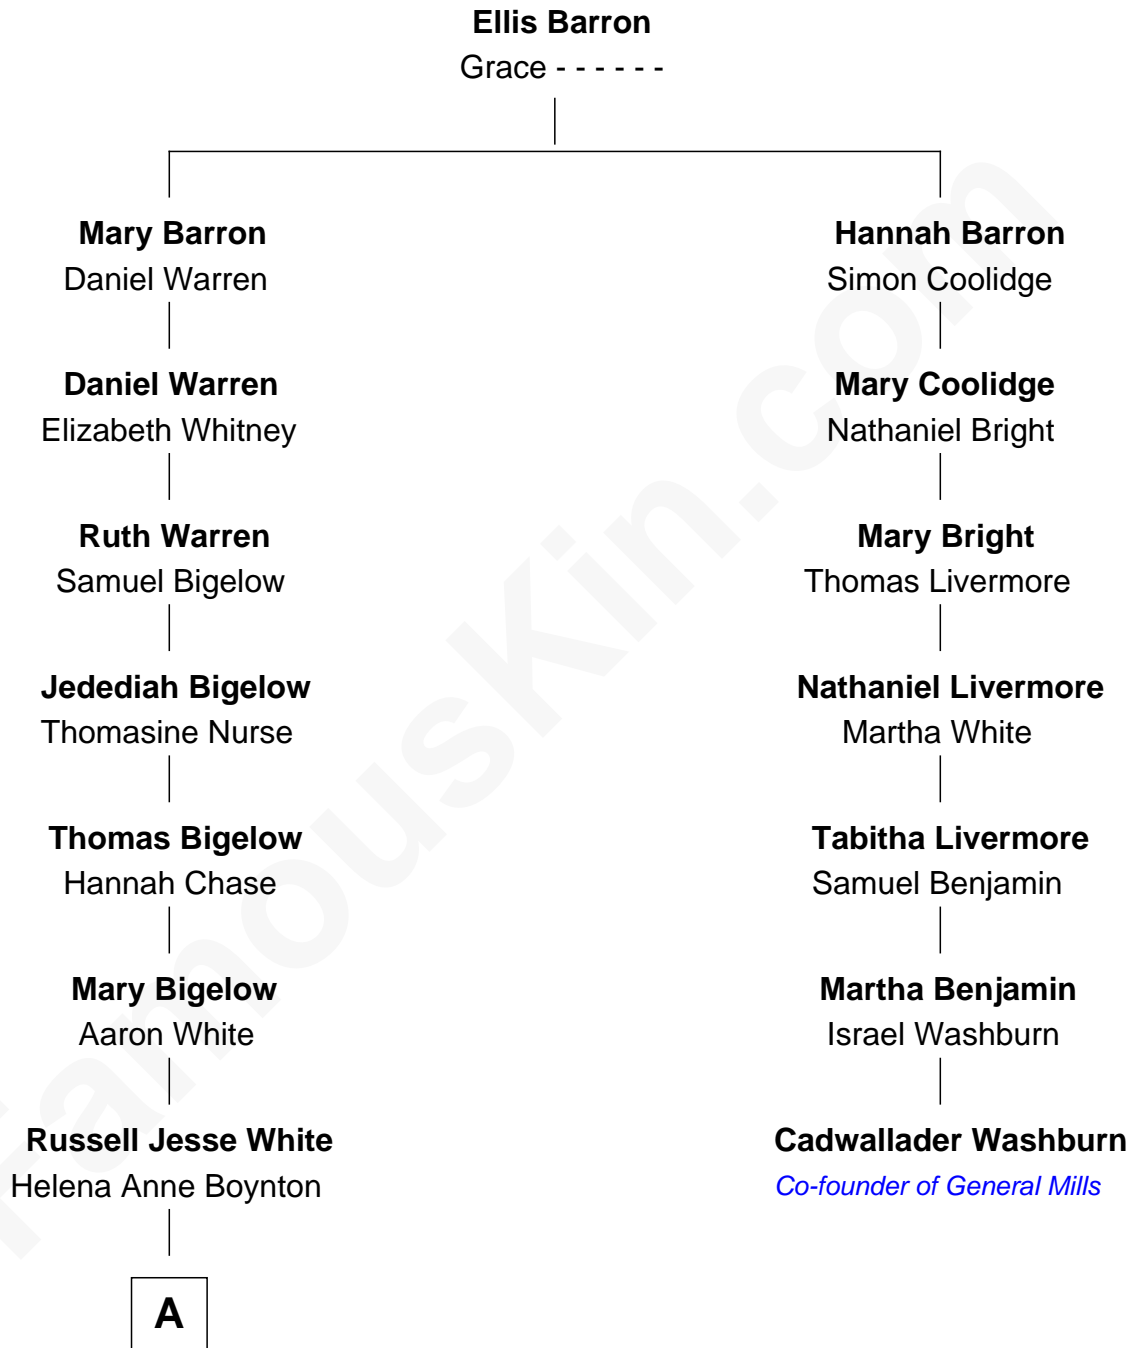 Ellis Barron
Grace - - - - - -
Mary Barron
Daniel Warren
Hannah Barron
Simon Coolidge
Daniel Warren
Elizabeth Whitney
Mary Coolidge
Nathaniel Bright
Ruth Warren
Samuel Bigelow
Mary Bright
Thomas Livermore
Jedediah Bigelow
Thomasine Nurse
Nathaniel Livermore
Martha White
Thomas Bigelow
Hannah Chase
Tabitha Livermore
Samuel Benjamin
Mary Bigelow
Aaron White
Martha Benjamin
Israel Washburn
Russell Jesse White
Helena Anne Boynton
Cadwallader Washburn
Co-founder of General Mills
A
FamousKin.com